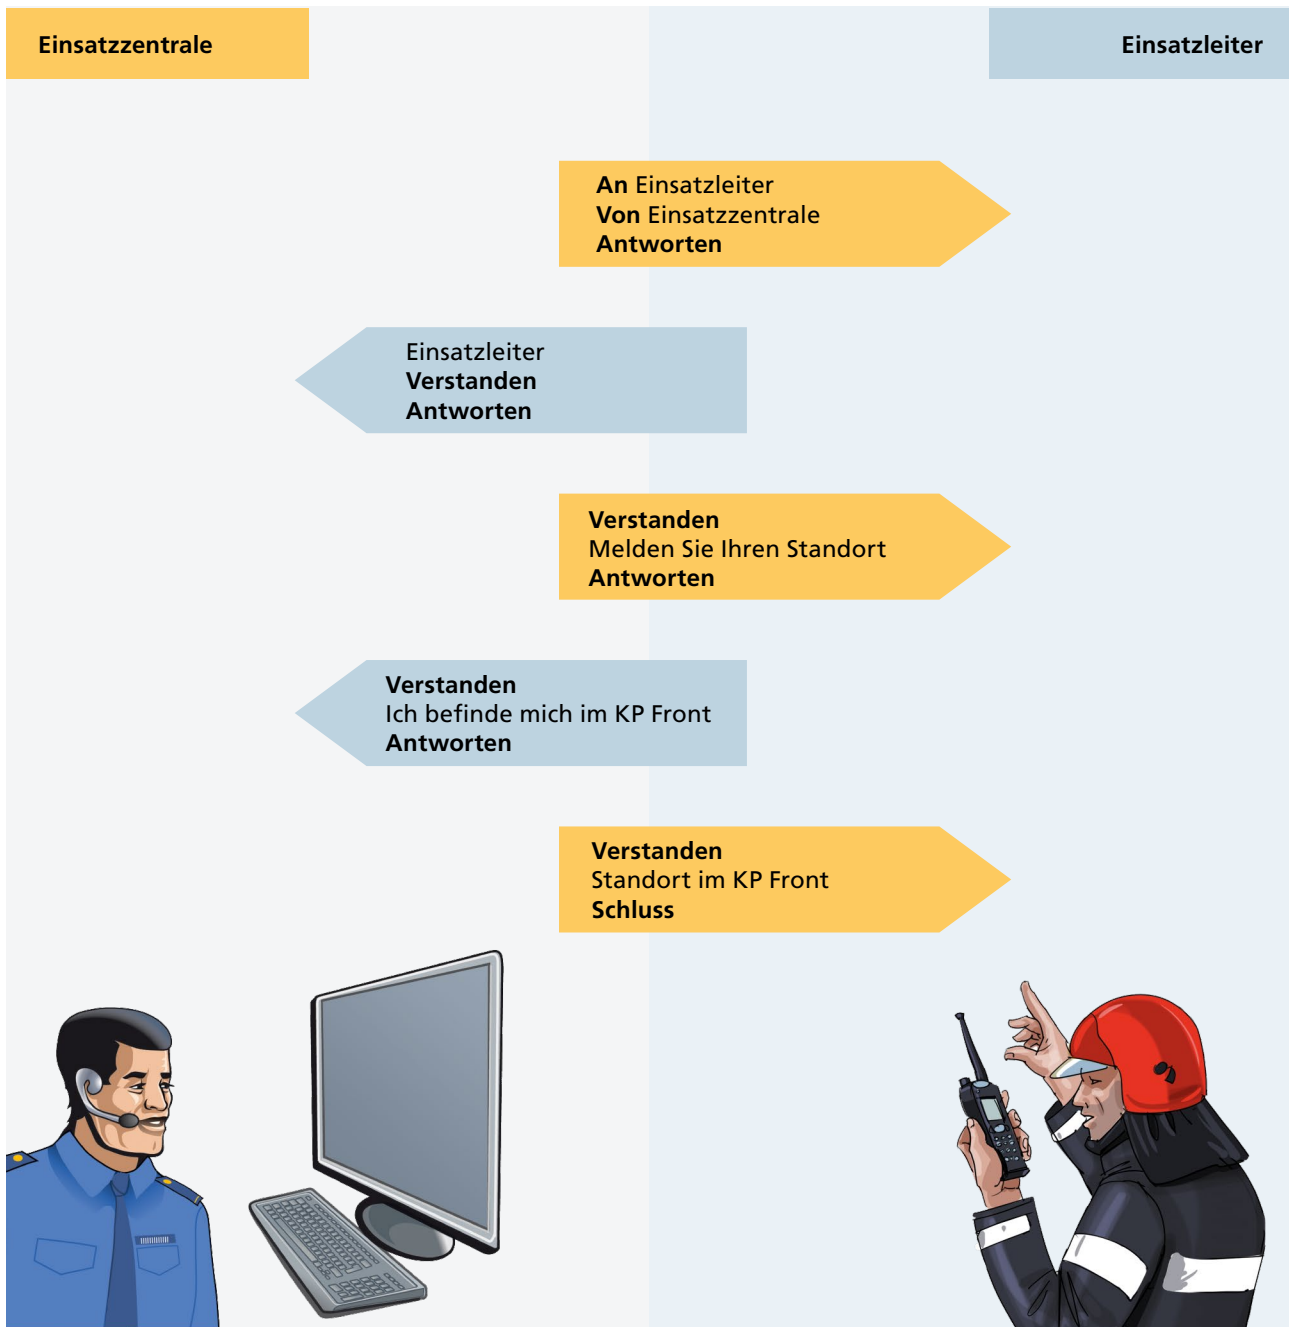 Einsatzzentrale
Einsatzleiter
An Einsatzleiter
Von Einsatzzentrale
Antworten
Einsatzleiter
Verstanden
Antworten
Verstanden
Melden Sie Ihren Standort
Antworten
Verstanden
Ich befinde mich im KP Front
Antworten
Verstanden
Standort im KP Front
Schluss